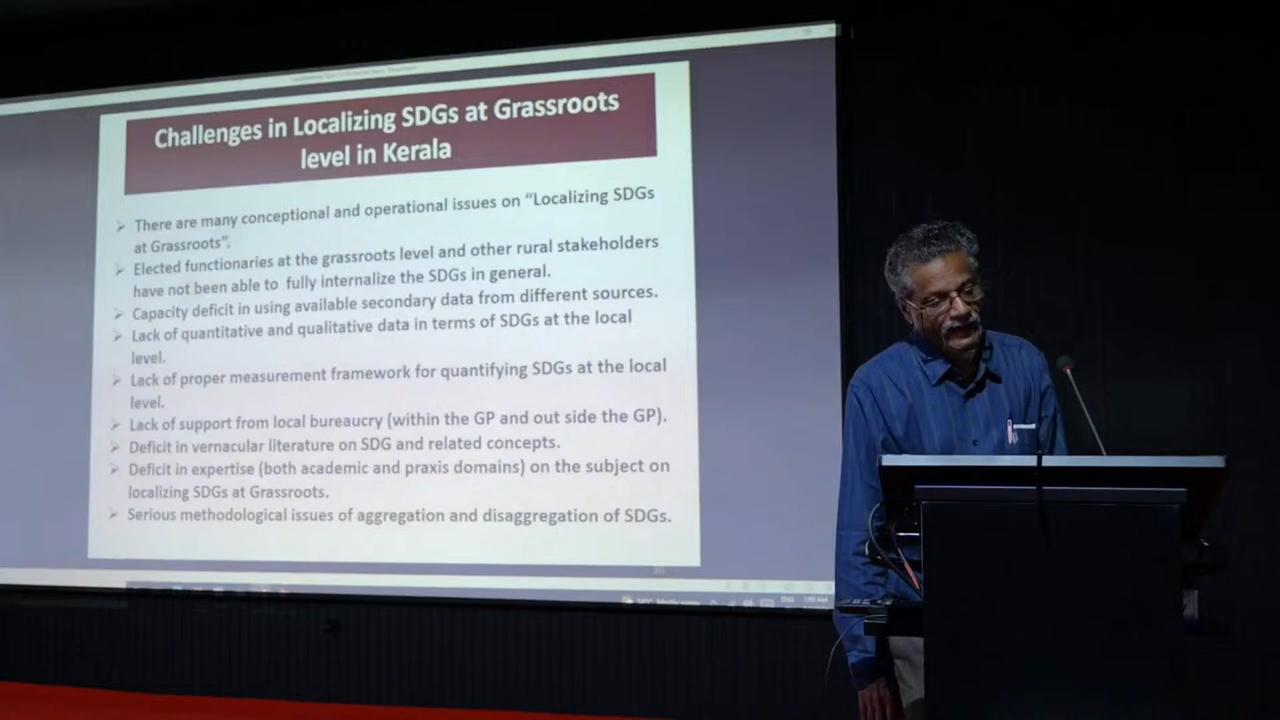 Challenges in Localizing SDGs at Grassroots
level in Kerala
➢ There are many conceptional and operational issues on “Localizing SDGs
at Grassroots”.
➢ Elected functionaries at the grassroots level and other rural stakeholders
have not been able to fully internalize the SDGs in general.
➢ Capacity deficit in using available secondary data from different sources.
➢ Lack of quantitative and qualitative data in terms of SDGs at the local
level.
➢ Lack of proper measurement framework for quantifying SDGs at the local
level.
➢ Lack of support from local bureaucry (within the GP and out side the GP).
➢ Deficit in vernacular literature on SDG and related concepts.
➢ Deficit in expertise (both academic and praxis domains) on the subject on
localizing SDGs at Grassroots.
➢ Serious methodological issues of aggregation and disaggregation of SDGs.
ENG